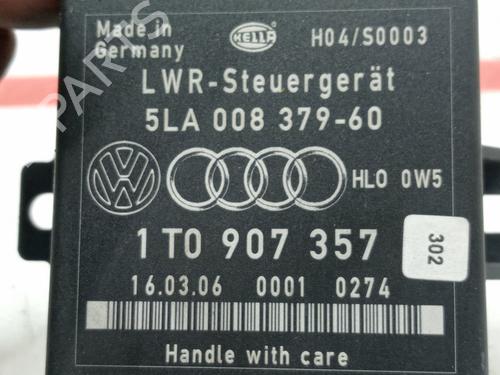 Made in
Germany
HELLA
H04/S0003
LWR-Steuergerät
5LA 008 379-60
HLO 0W5
1T0 907 357
302
16.03.06 0001 0274
Handle with care
PARTS